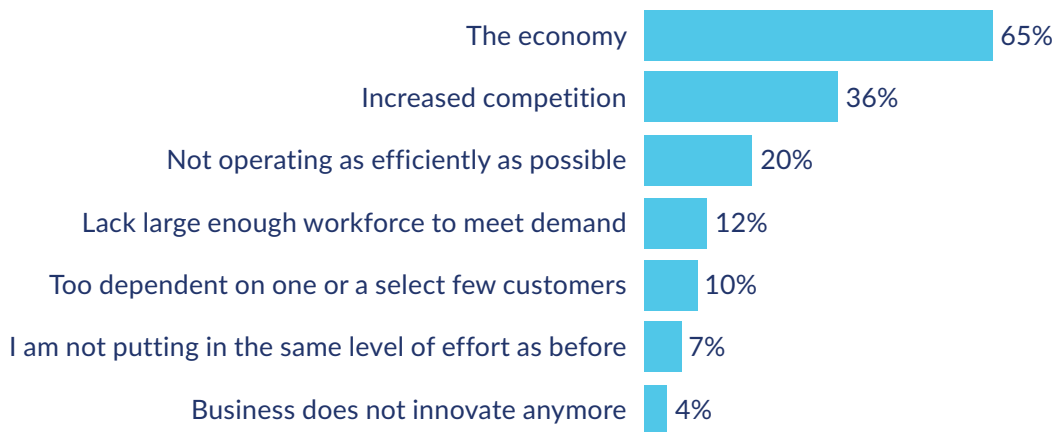 The economy 65%
Increased competition 36%
Not operating as efficiently as possible 20%
Lack large enough workforce to meet demand 12%
Too dependent on one or a select few customers 10%
I am not putting in the same level of effort as before 7%
Business does not innovate anymore 4%